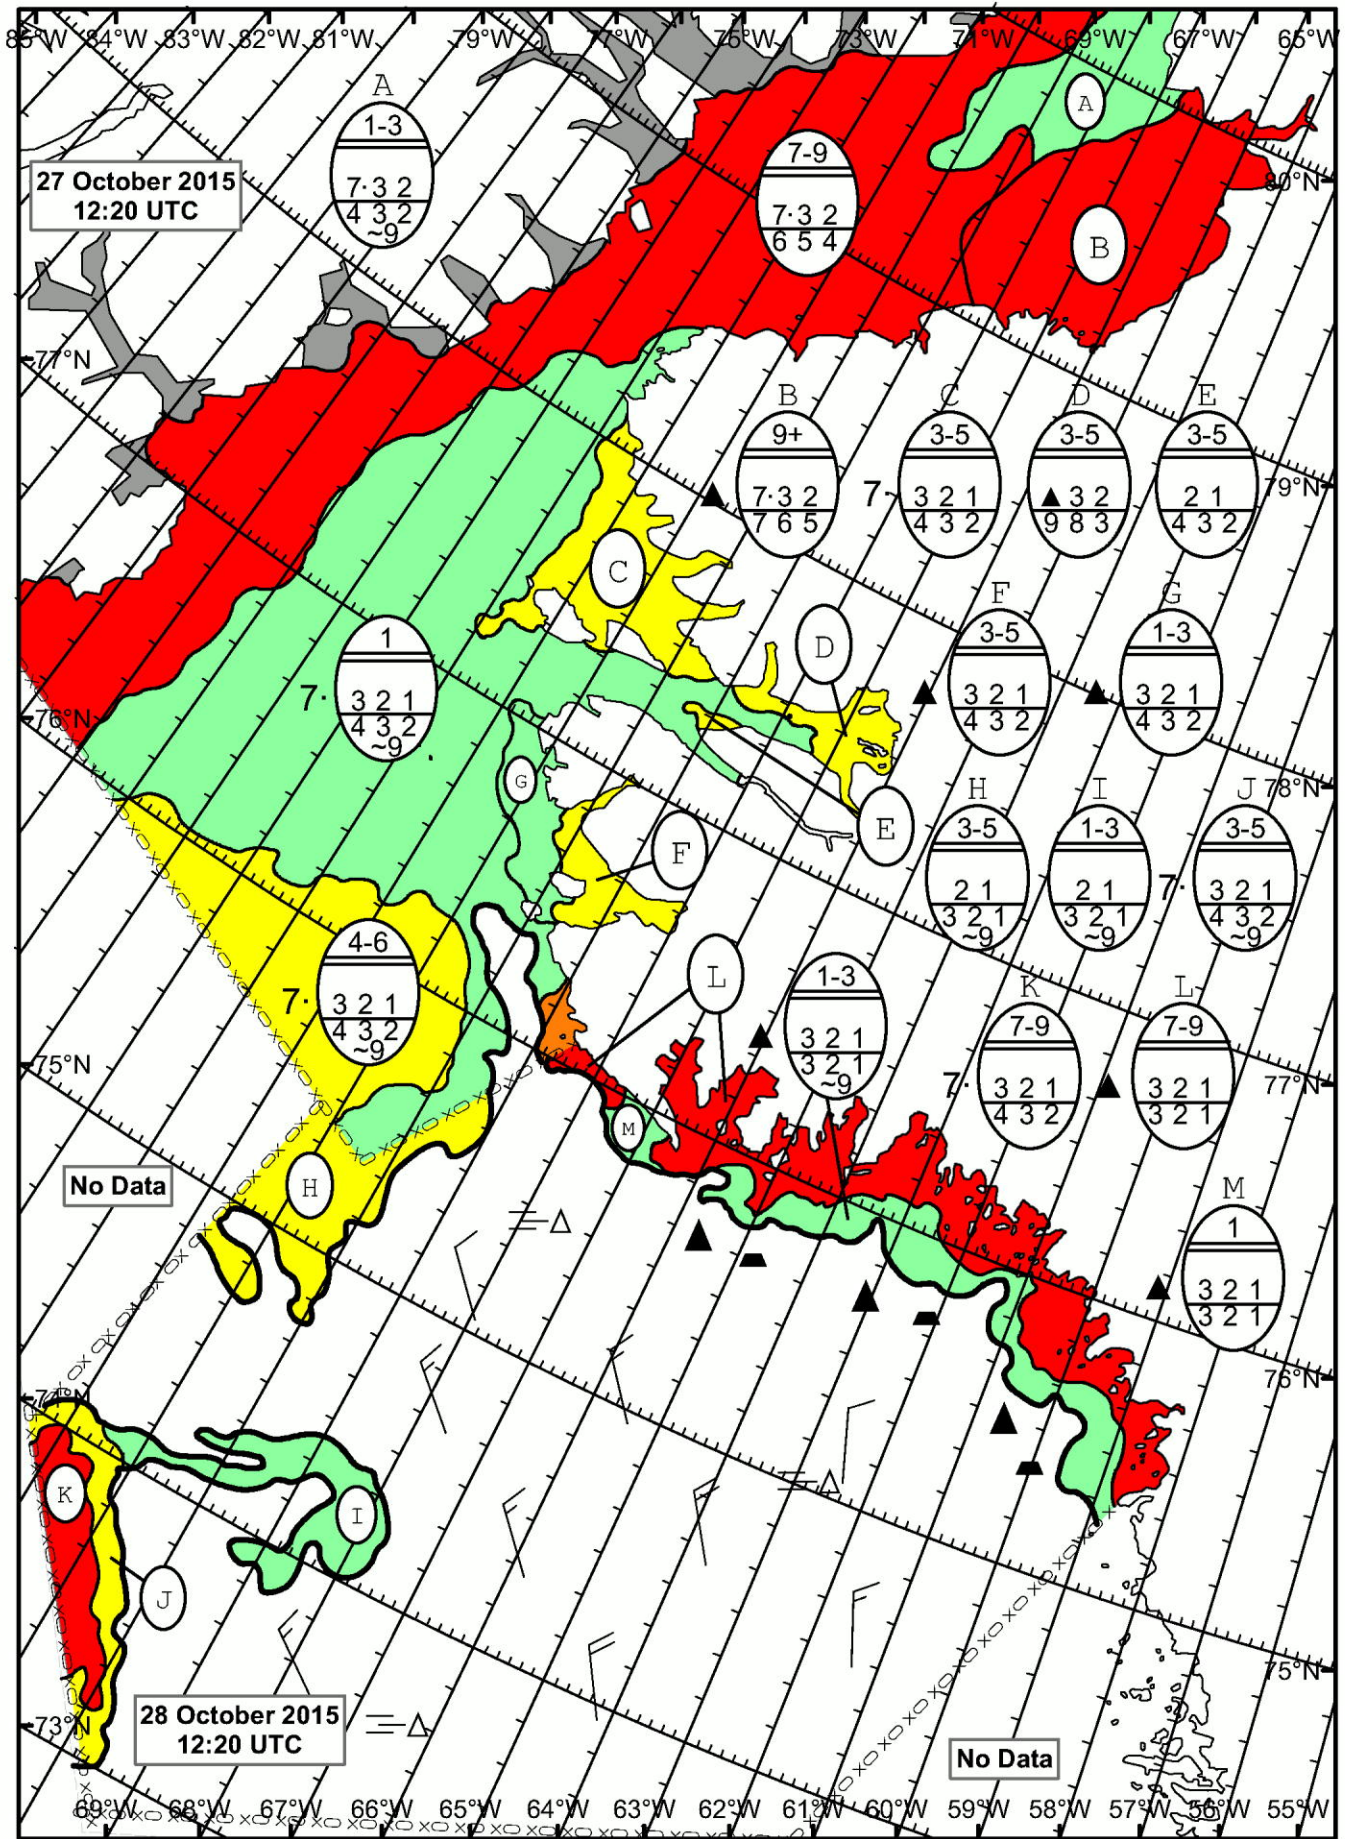 85°W 84°W 83°W 82°W 81°W 79°W 77°W 75°W 73°W 71°W 69°W 67°W 65°W
A
1-3
7· 3 2
4 3 2
~9
27 October 2015
12:20 UTC
7-9
7· 3 2
6 5 4
A
80°N
B
77°N
B
9+
7· 3 2
7 6 5
C
7·
3-5
3 2 1
4 3 2
D
3-5
▲ 3 2
9 8 3
E
3-5
2 1
4 3 2
79°N
C
1
7·
3 2 1
4 3 2
~9
D
F
3-5
3 2 1
4 3 2
G
1-3
3 2 1
4 3 2
76°N
G
78°N
E
F
H
3-5
2 1
3 2 1
~9
I
1-3
2 1
3 2 1
~9
J
3-5
7·
3 2 1
4 3 2
~9
4-6
7·
3 2 1
4 3 2
~9
L
1-3
3 2 1
3 2 1
~9
K
7-9
7·
3 2 1
4 3 2
L
7-9
3 2 1
3 2 1
75°N
77°N
M
No Data
H
M
1
3 2 1
3 2 1
76°N
74°N
K
I
J
75°N
28 October 2015
12:20 UTC
73°N
No Data
69°W 68°W 67°W 66°W 65°W 64°W 63°W 62°W 61°W 60°W 59°W 58°W 57°W 56°W 55°W